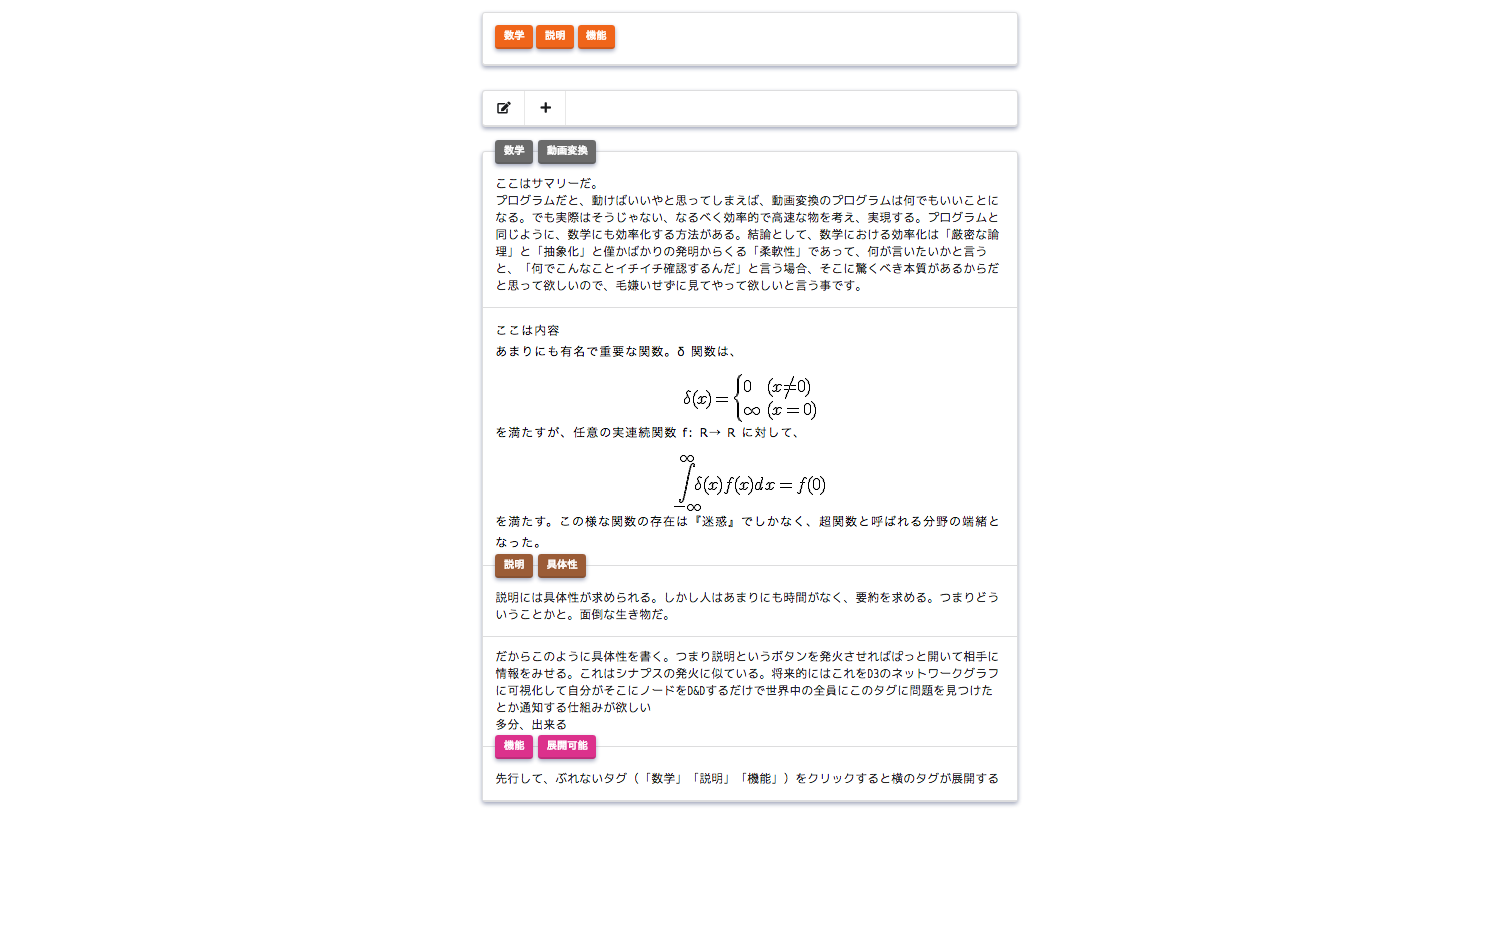 数学 説明 機能
数学 動画変換
ここはサマリーだ。
プログラムだと、動けばいいやと思ってしまえば、動画変換のプログラムは何でもいいことに
なる。でも実際はそうじゃない、なるべく効率的で高速な物を考え、実現する。プログラムと
同じように、数学にも効率化する方法がある。結論として、数学における効率化は「厳密な論
理」と「抽象化」と僅かばかりの発明からくる「柔軟性」であって、何が言いたいかと言う
と、「何でこんなことイチイチ確認するんだ」と言う場合、そこに驚くべき本質があるからだ
と思って欲しいので、毛嫌いせずに見てやって欲しいと言う事です。
ここは内容
あまりにも有名で重要な関数。δ 関数は、
δ(x) = { 0 (x≠0)
∞ (x = 0)
を満たすが、任意の実連続関数 f: R→ R に対して、
∫_{-∞}^{∞} δ(x)f(x)dx = f(0)
を満たす。この様な関数の存在は『迷惑』でしかなく、超関数と呼ばれる分野の端緒と
なった。
説明 具体性
説明には具体性が求められる。しかし人はあまりにも時間がなく、要約を求める。つまりどう
いうことかと。面倒な生き物だ。
だからこのように具体性を書く。つまり説明というボタンを発火させればぱっと開いて相手に
情報をみせる。これはシナプスの発火に似ている。将来的にはこれをD3のネットワークグラフ
に可視化して自分がそこにノードをD&Dするだけで世界中の全員にこのタグに問題を見つけた
とか通知する仕組みが欲しい
多分、出来る
機能 展開可能
先行して、ぶれないタグ（「数学」「説明」「機能」）をクリックすると横のタグが展開する